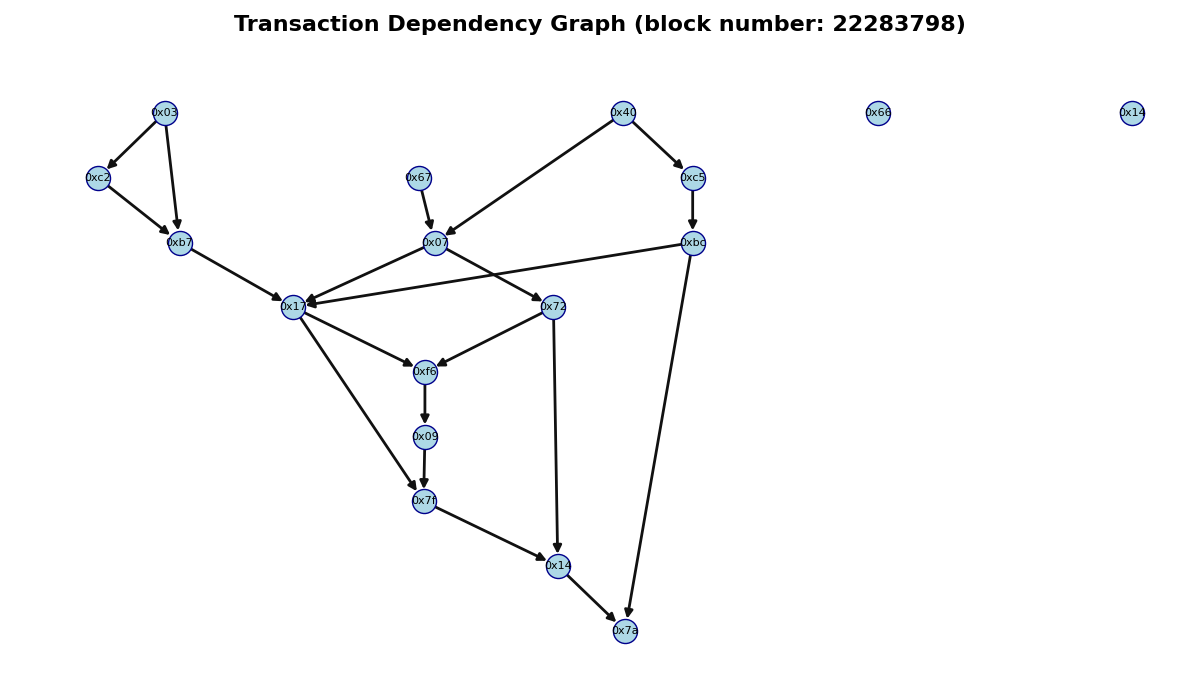 Transaction Dependency Graph (block number: 22283798)
0x03
0x40
0x66
0x14
0xc2
0x67
0xc5
0xb7
0x07
0xbc
0x17
0x72
0xf6
0x09
0x7f
0x14
0x7a